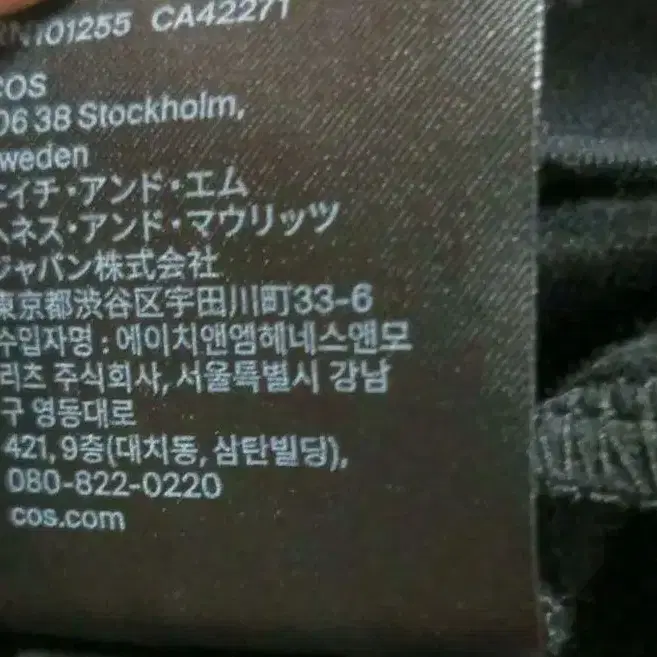 RN101255 CA42271
COS
06 38 Stockholm,
Sweden
エイチ・アンド・エム
ヘネス・アンド・マウリッツ
ジャパン株式会社
東京都渋谷区宇田川町33-6
수입자명 : 에이치앤엠헤네스앤모
리츠 주식회사, 서울특별시 강남
구 영동대로
421, 9층(대치동, 삼탄빌딩),
080-822-0220
cos.com